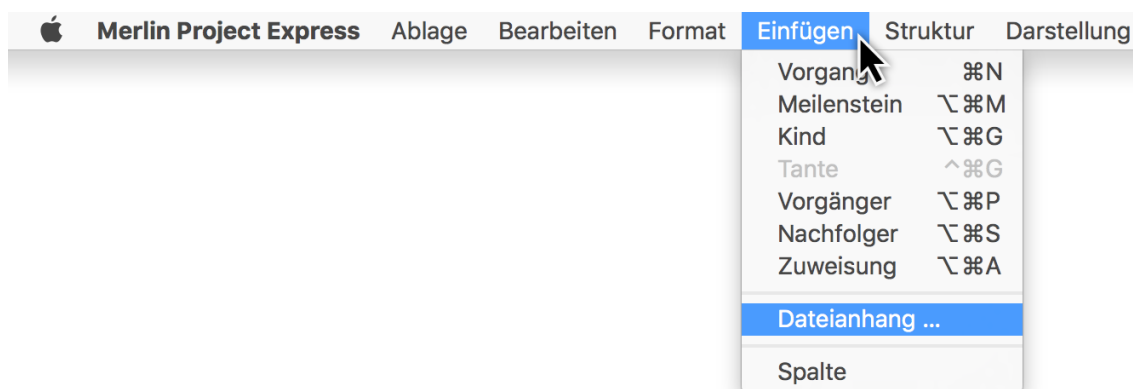 Merlin Project Express Ablage Bearbeiten Format Einfügen Struktur Darstellung
Vorgang ⌘N
Meilenstein ⌥⌘M
Kind ⌥⌘G
Tante ^⌘G
Vorgänger ⌥⌘P
Nachfolger ⌥⌘S
Zuweisung ⌥⌘A
Dateianhang ...
Spalte